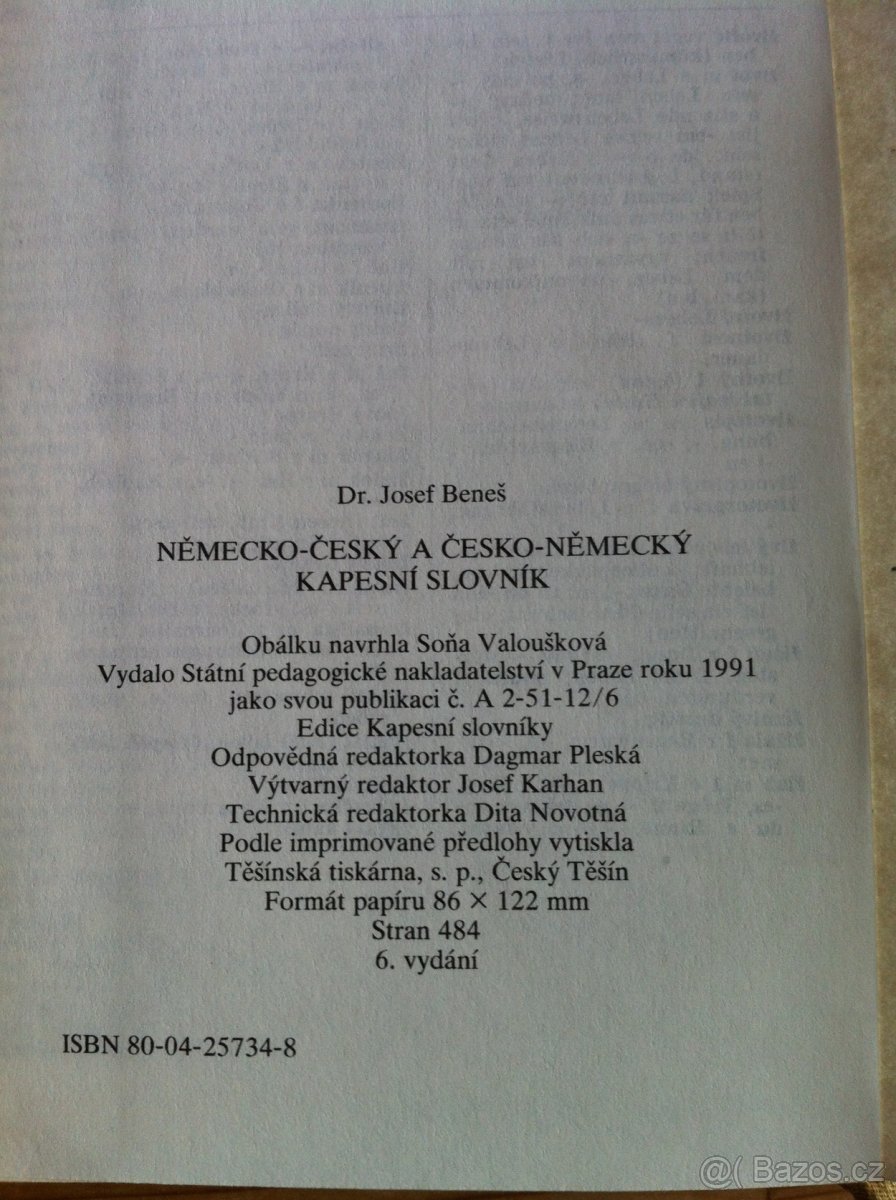 Dr. Josef Beneš
NĚMECKO-ČESKÝ A ČESKO-NĚMECKÝ
KAPESNÍ SLOVNÍK
Obálku navrhla Soňa Valoušková
Vydalo Státní pedagogické nakladatelství v Praze roku 1991
jako svou publikaci č. A 2-51-12/6
Edice Kapesní slovníky
Odpovědná redaktorka Dagmar Pleská
Výtvarný redaktor Josef Karhan
Technická redaktorka Dita Novotná
Podle imprimované předlohy vytiskla
Těšínská tiskárna, s. p., Český Těšín
Formát papíru 86 × 122 mm
Stran 484
6. vydání
ISBN 80-04-25734-8
@( Bazos.cz